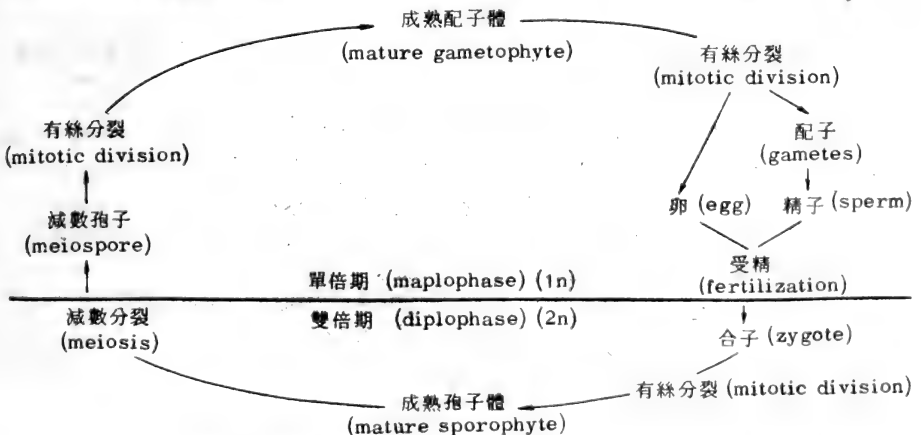 成熟配子體
(mature gametophyte)
有絲分裂
(mitotic division)
有絲分裂
(mitotic division)
配子
(gametes)
減數孢子
(meiospore)
卵 (egg)
精子 (sperm)
受精
(fertilization)
單倍期 (maplophase) (1n)
減數分裂
(meiosis)
雙倍期 (diplophase) (2n)
合子 (zygote)
有絲分裂 (mitotic division)
成熟孢子體
(mature sporophyte)